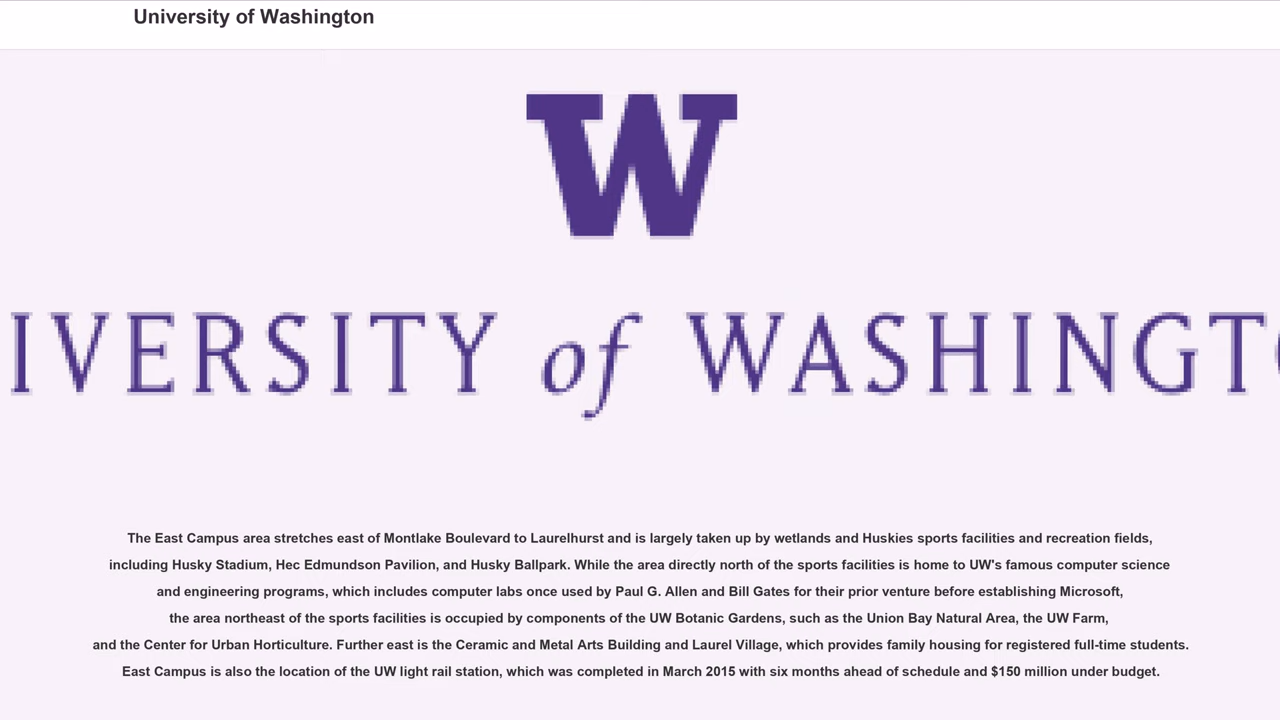 University of Washington
W
IVERSITY of WASHINGT
The East Campus area stretches east of Montlake Boulevard to Laurelhurst and is largely taken up by wetlands and Huskies sports facilities and recreation fields,
including Husky Stadium, Hec Edmundson Pavilion, and Husky Ballpark. While the area directly north of the sports facilities is home to UW's famous computer science
and engineering programs, which includes computer labs once used by Paul G. Allen and Bill Gates for their prior venture before establishing Microsoft,
the area northeast of the sports facilities is occupied by components of the UW Botanic Gardens, such as the Union Bay Natural Area, the UW Farm,
and the Center for Urban Horticulture. Further east is the Ceramic and Metal Arts Building and Laurel Village, which provides family housing for registered full-time students.
East Campus is also the location of the UW light rail station, which was completed in March 2015 with six months ahead of schedule and $150 million under budget.